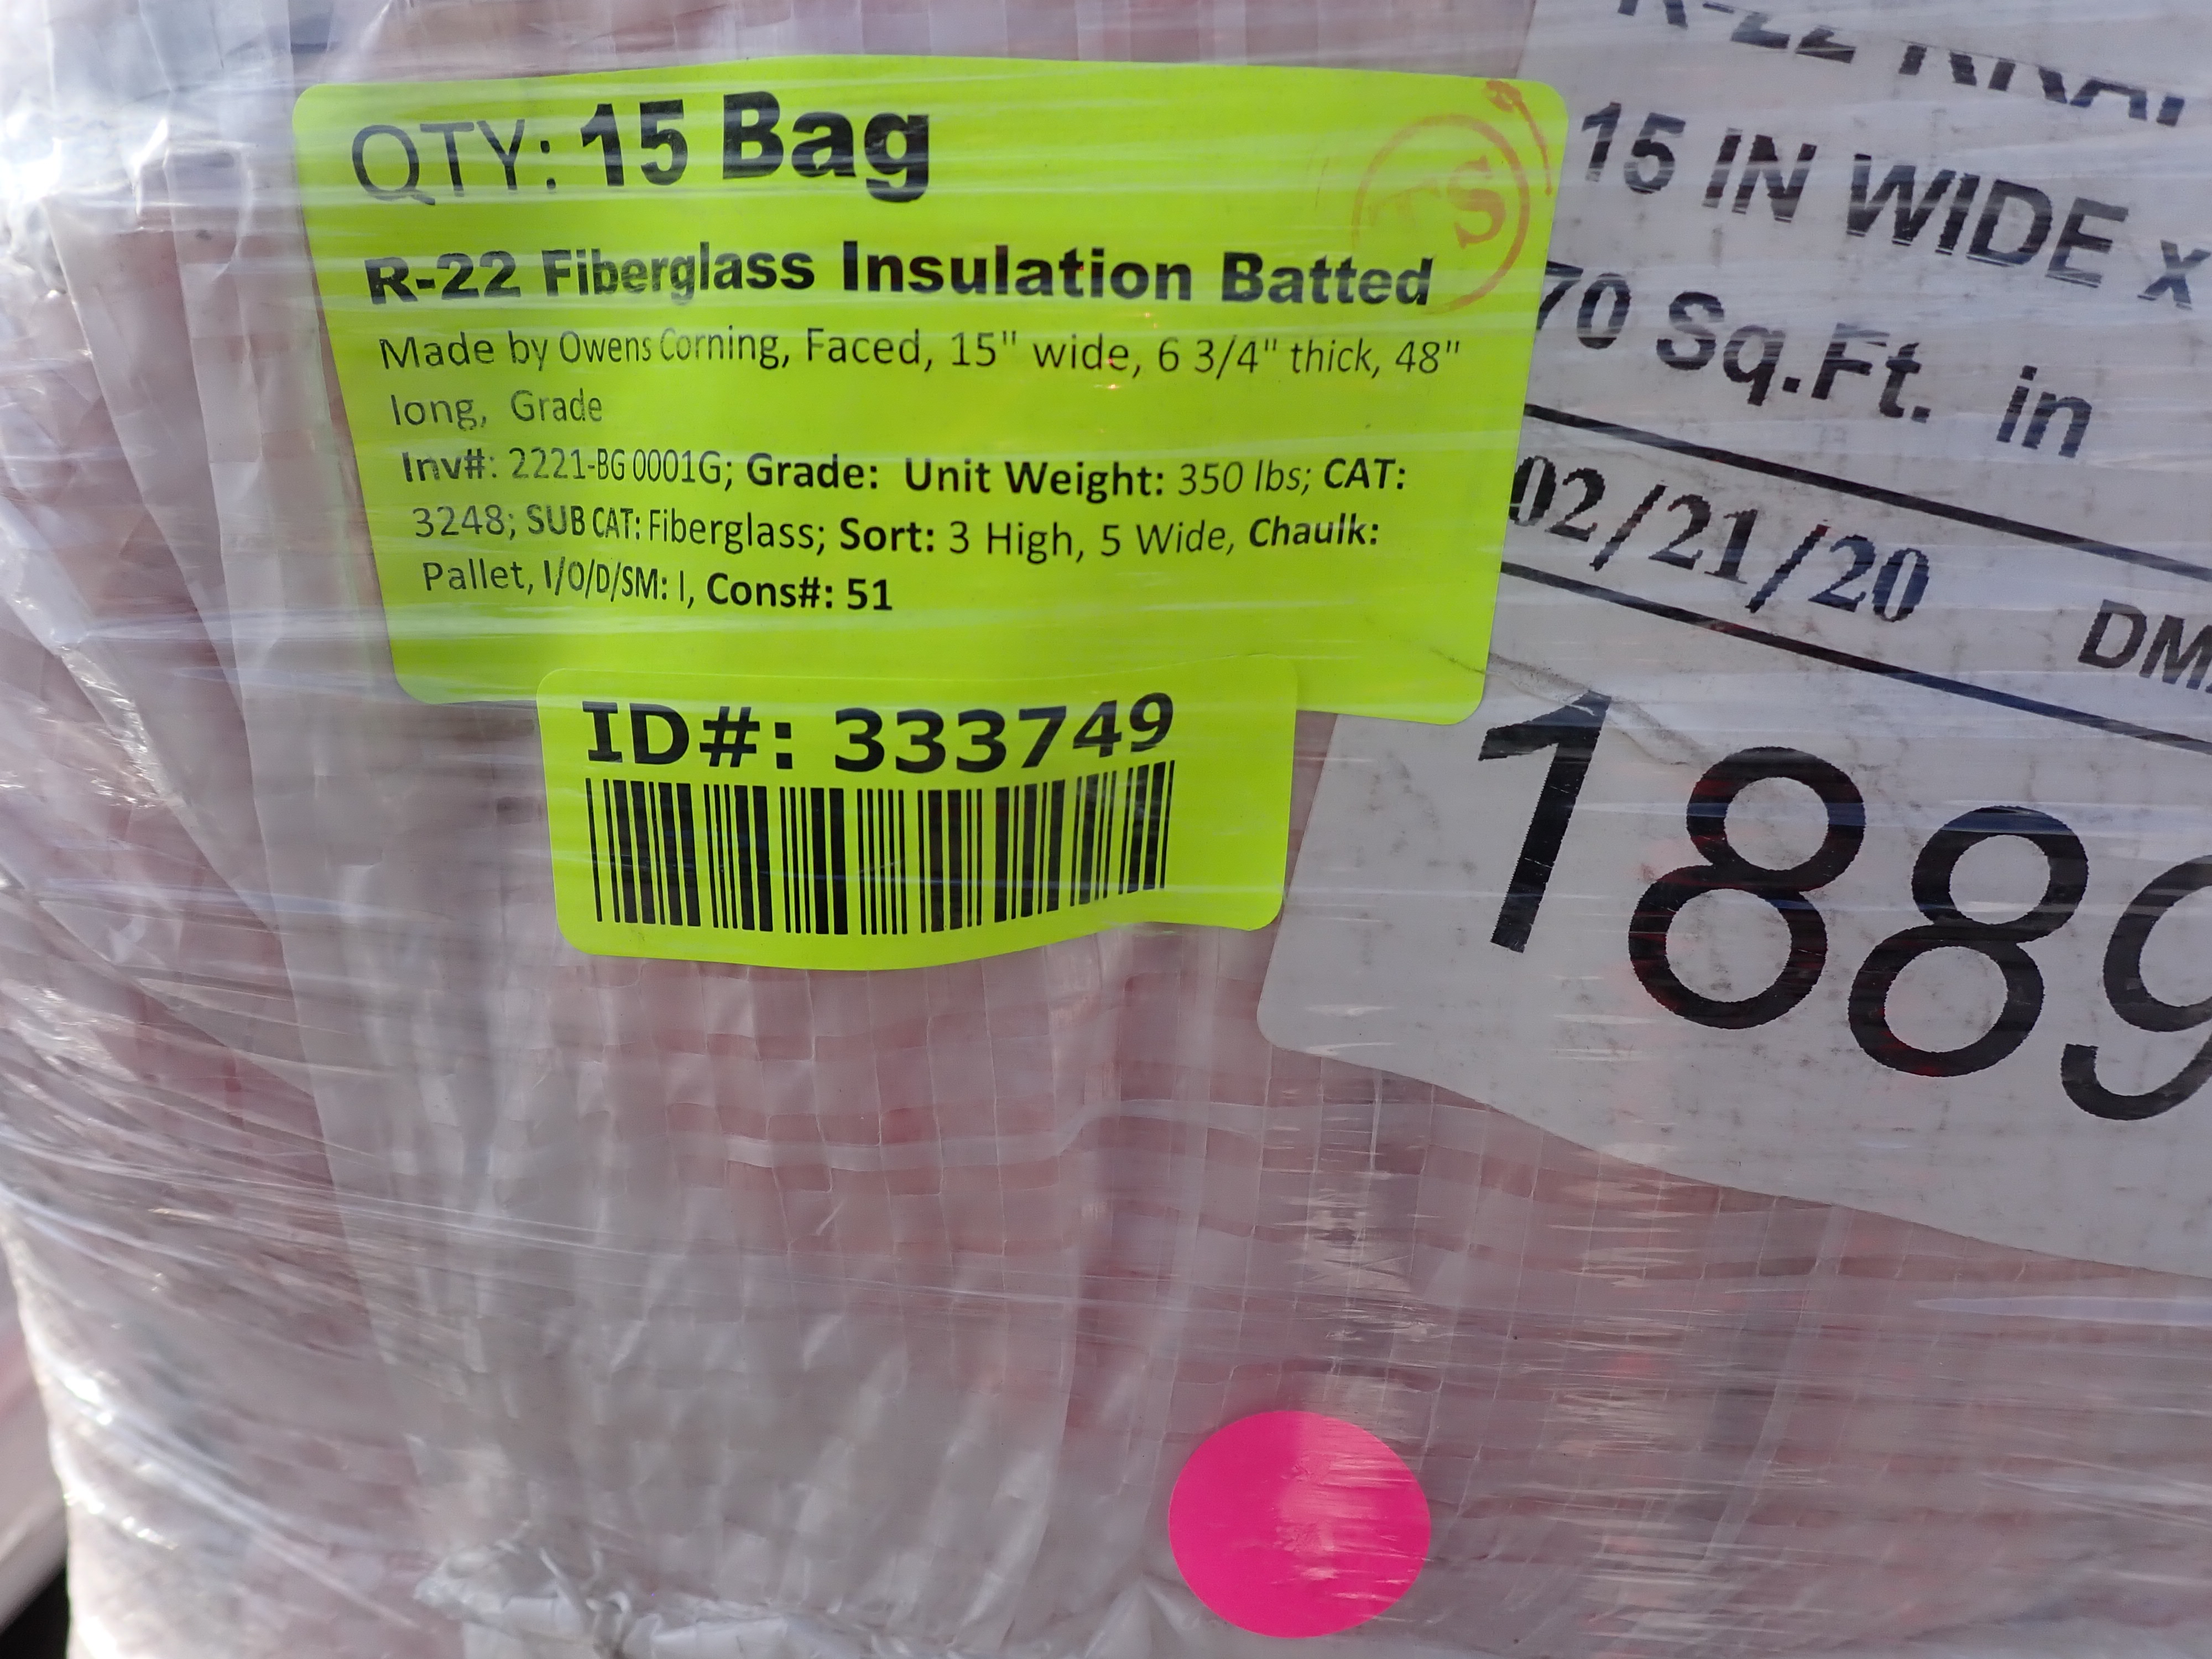 QTY: 15 Bag
TS
R-22 Fiberglass Insulation Batted
Made by Owens Corning, Faced, 15" wide, 6 3/4" thick, 48"
long, Grade
Inv#: 2221-BG 0001G; Grade: Unit Weight: 350 lbs; CAT:
3248; SUB CAT: Fiberglass; Sort: 3 High, 5 Wide, Chaulk:
Pallet, I/O/D/SM: I, Cons#: 51
ID#: 333749
R-22
15 IN WIDE x
70 Sq.Ft. in
02/21/20
1889